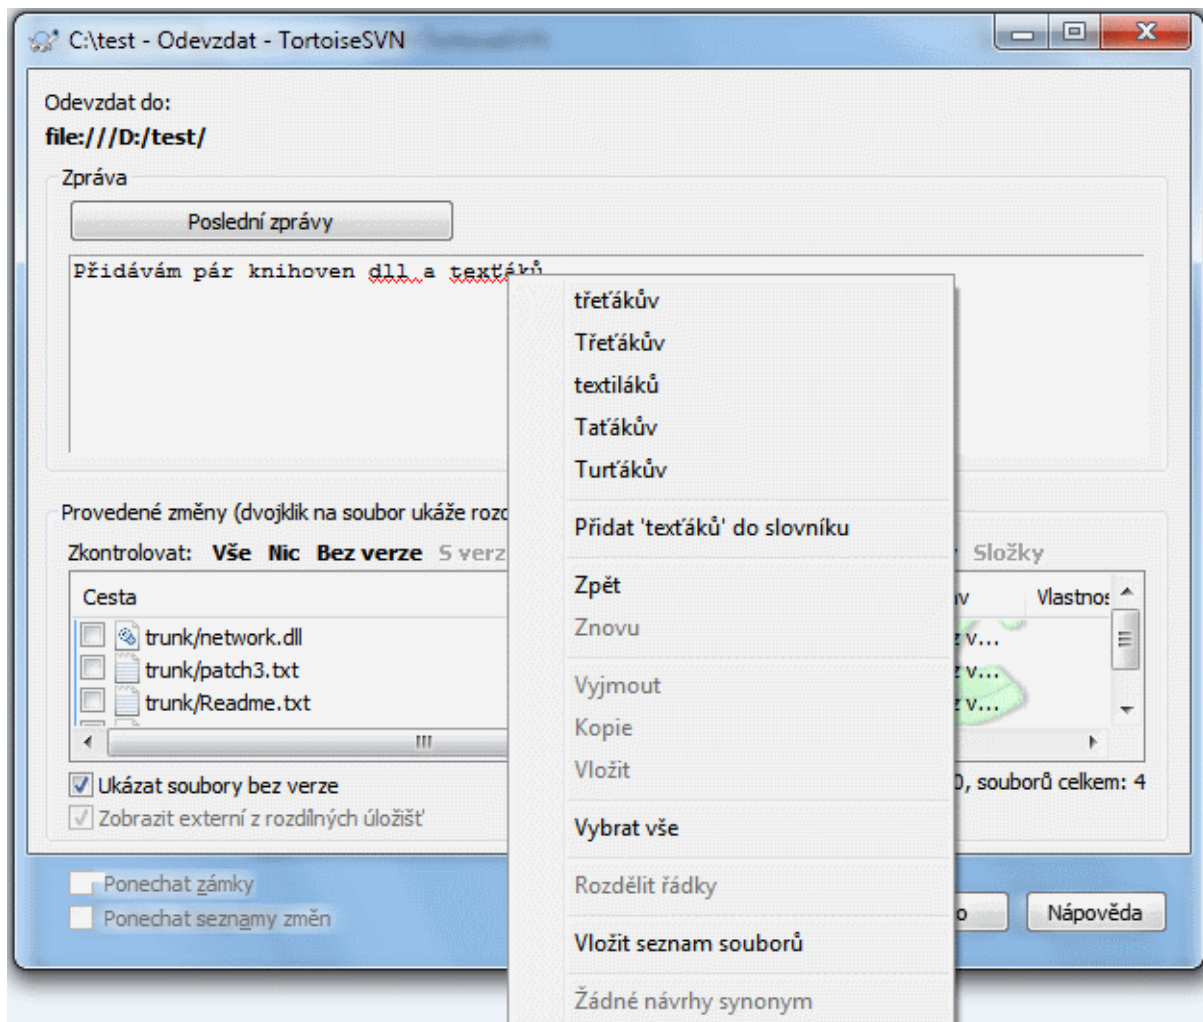 C:\test - Odevzdat - TortoiseSVN
Odevzdat do:
file:///D:/test/
Zpráva
Poslední zprávy
Přidávám pár knihoven dll a texťáků
třeťákův
Třeťákův
textiláků
Taťákův
Turťákův
Přidat 'texťáků' do slovníku
Zpět
Znovu
Vyjmout
Kopie
Vložit
Vybrat vše
Rozdělit řádky
Vložit seznam souborů
Žádné návrhy synonym
Provedené změny (dvojklik na soubor ukáže
Zkontrolovat: Vše Nic Bez verze S Složky
Cesta Vlastnos
trunk/network.dll z v...
trunk/patch3.txt z v...
trunk/Readme.txt z v...
Ukázat soubory bez verze 0, souborů celkem: 4
Zobrazit externí z rozdílných úložišť
Ponechat zámky
Ponechat seznamy změn
Nápověda